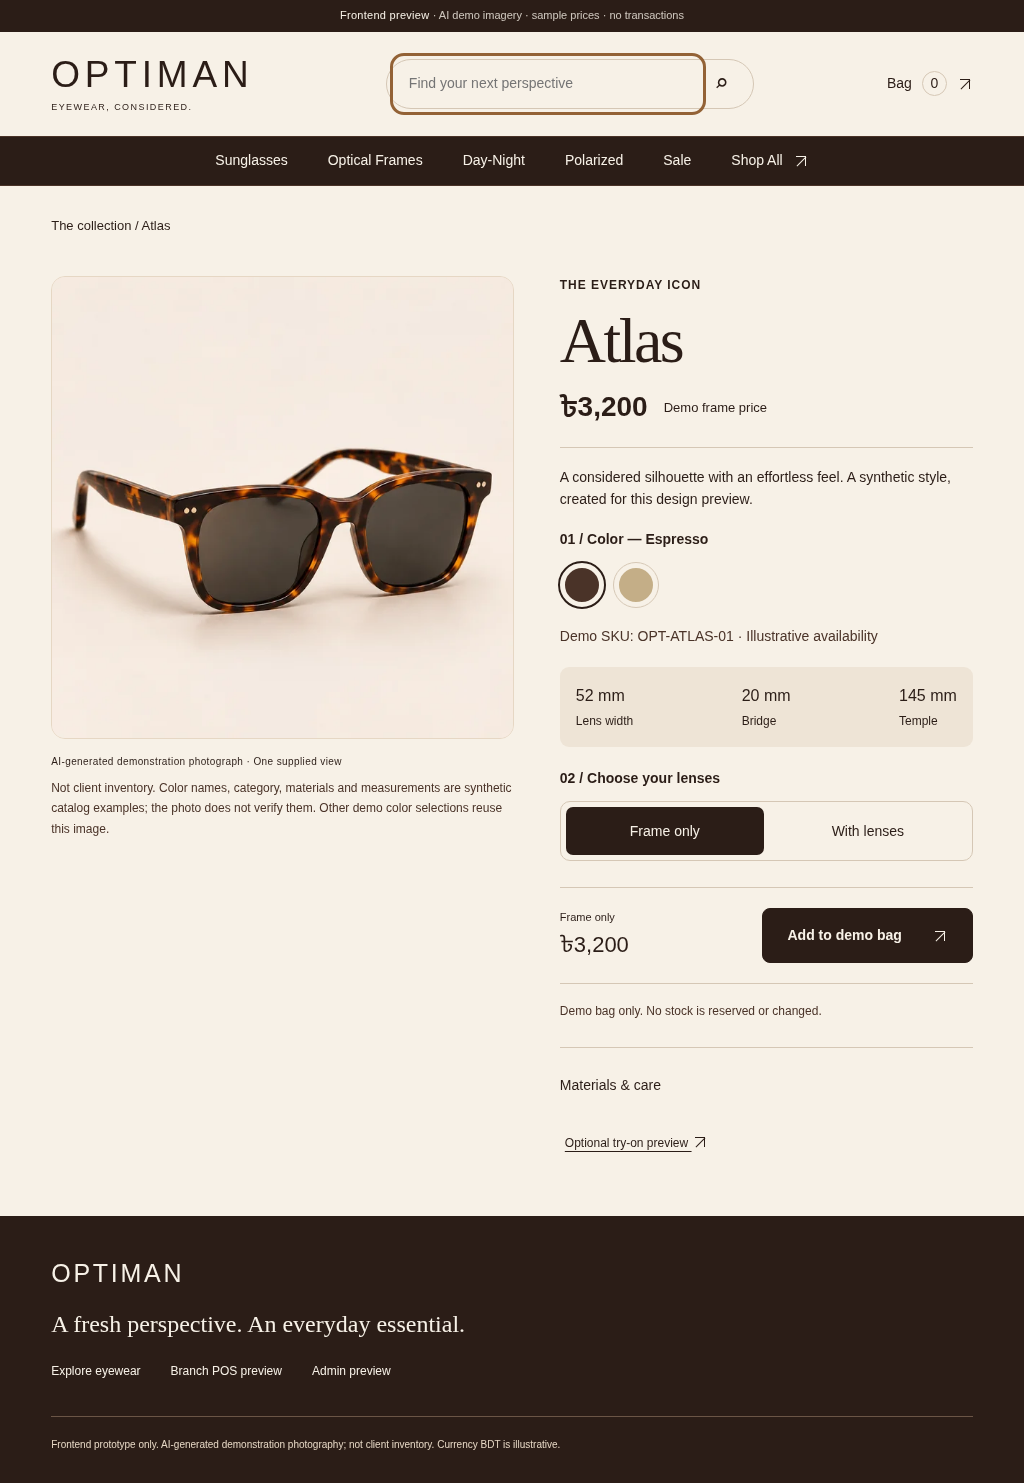 Frontend preview · AI demo imagery · sample prices · no transactions
OPTIMAN
EYEWEAR, CONSIDERED.
Find your next perspective
Bag 0
Sunglasses Optical Frames Day-Night Polarized Sale Shop All
The collection / Atlas
THE EVERYDAY ICON
Atlas
৳3,200 Demo frame price
A considered silhouette with an effortless feel. A synthetic style,
created for this design preview.
01 / Color — Espresso
Demo SKU: OPT-ATLAS-01 · Illustrative availability
52 mm 20 mm 145 mm
Lens width Bridge Temple
AI-generated demonstration photograph · One supplied view
Not client inventory. Color names, category, materials and measurements are synthetic
catalog examples; the photo does not verify them. Other demo color selections reuse
this image.
02 / Choose your lenses
Frame only With lenses
Frame only
৳3,200
Add to demo bag
Demo bag only. No stock is reserved or changed.
Materials & care
Optional try-on preview
OPTIMAN
A fresh perspective. An everyday essential.
Explore eyewear Branch POS preview Admin preview
Frontend prototype only. AI-generated demonstration photography; not client inventory. Currency BDT is illustrative.